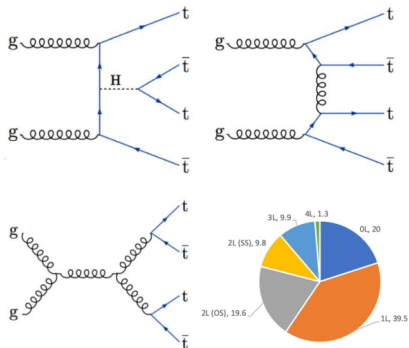 t
g
t̄
H
t
g
t̄
t
g
t̄
t
g
t̄
t
g
t̄
t
g
t̄
4L, 1.3
3L, 9.9
0L, 20
2L (SS), 9.8
2L (OS), 19.6
1L, 39.5